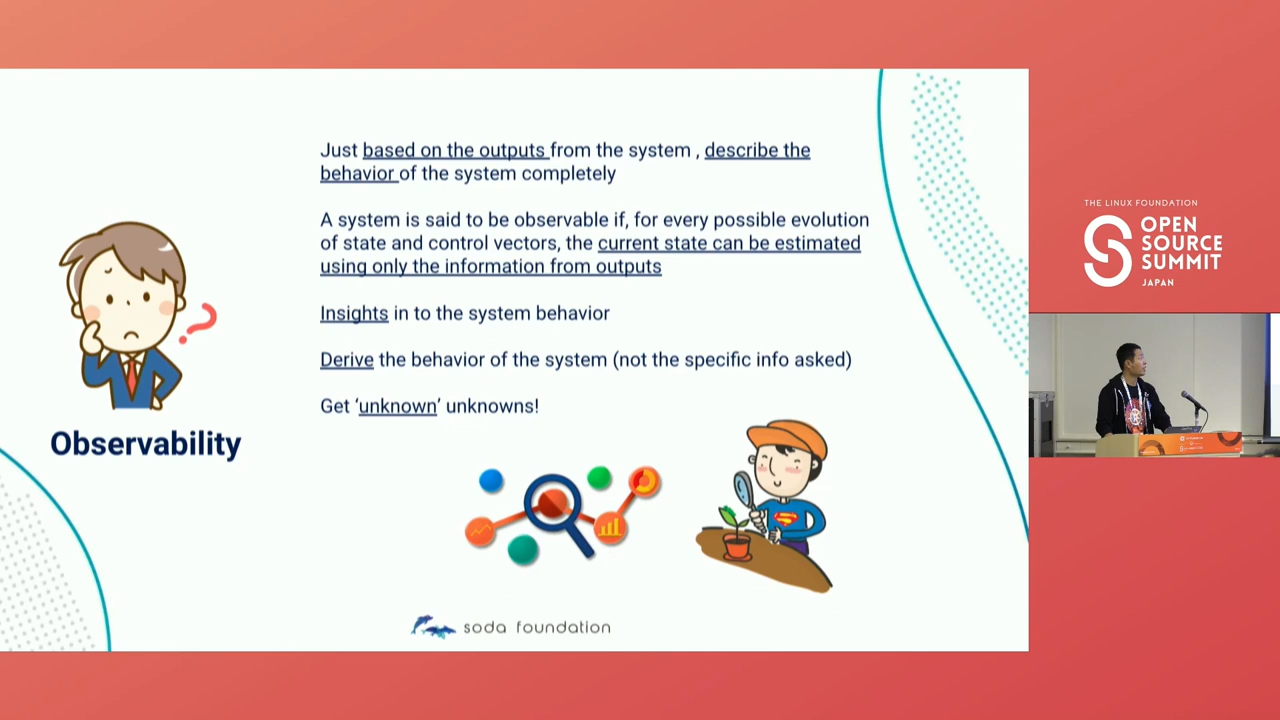 Just based on the outputs from the system , describe the
behavior of the system completely
A system is said to be observable if, for every possible evolution
of state and control vectors, the current state can be estimated
using only the information from outputs
Insights in to the system behavior
Derive the behavior of the system (not the specific info asked)
Get ‘unknown’ unknowns!
Observability
soda foundation
THE LINUX FOUNDATION
OPEN
SOURCE
SUMMIT
JAPAN